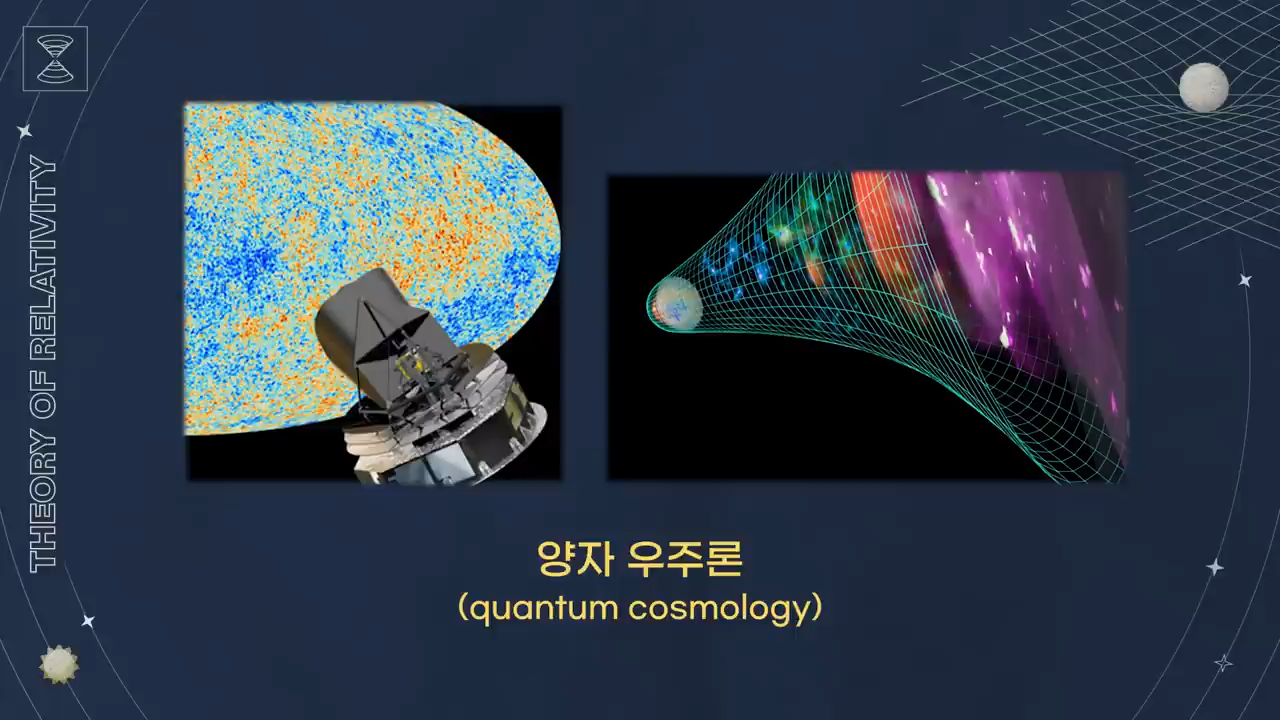 THEORY OF RELATIVITY
양자 우주론
(quantum cosmology)